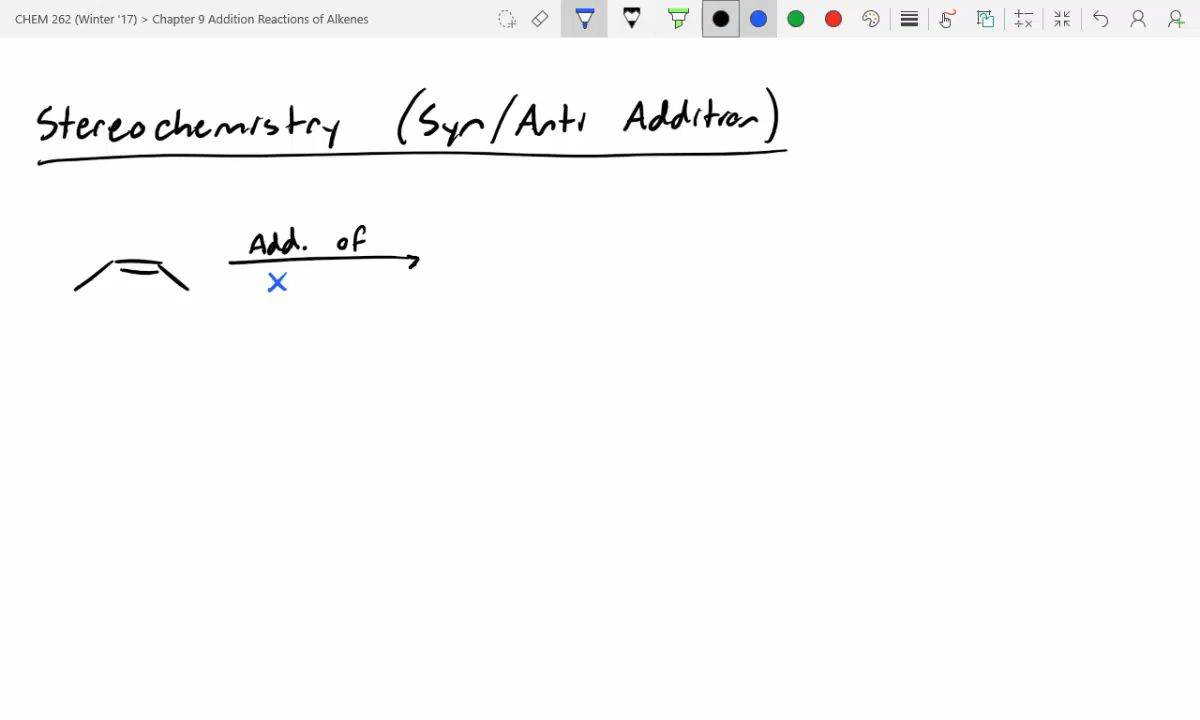 CHEM 262 (Winter '17) > Chapter 9 Addition Reactions of Alkenes
Stereochemistry (Syn/Anti Addition)
Add. of
X